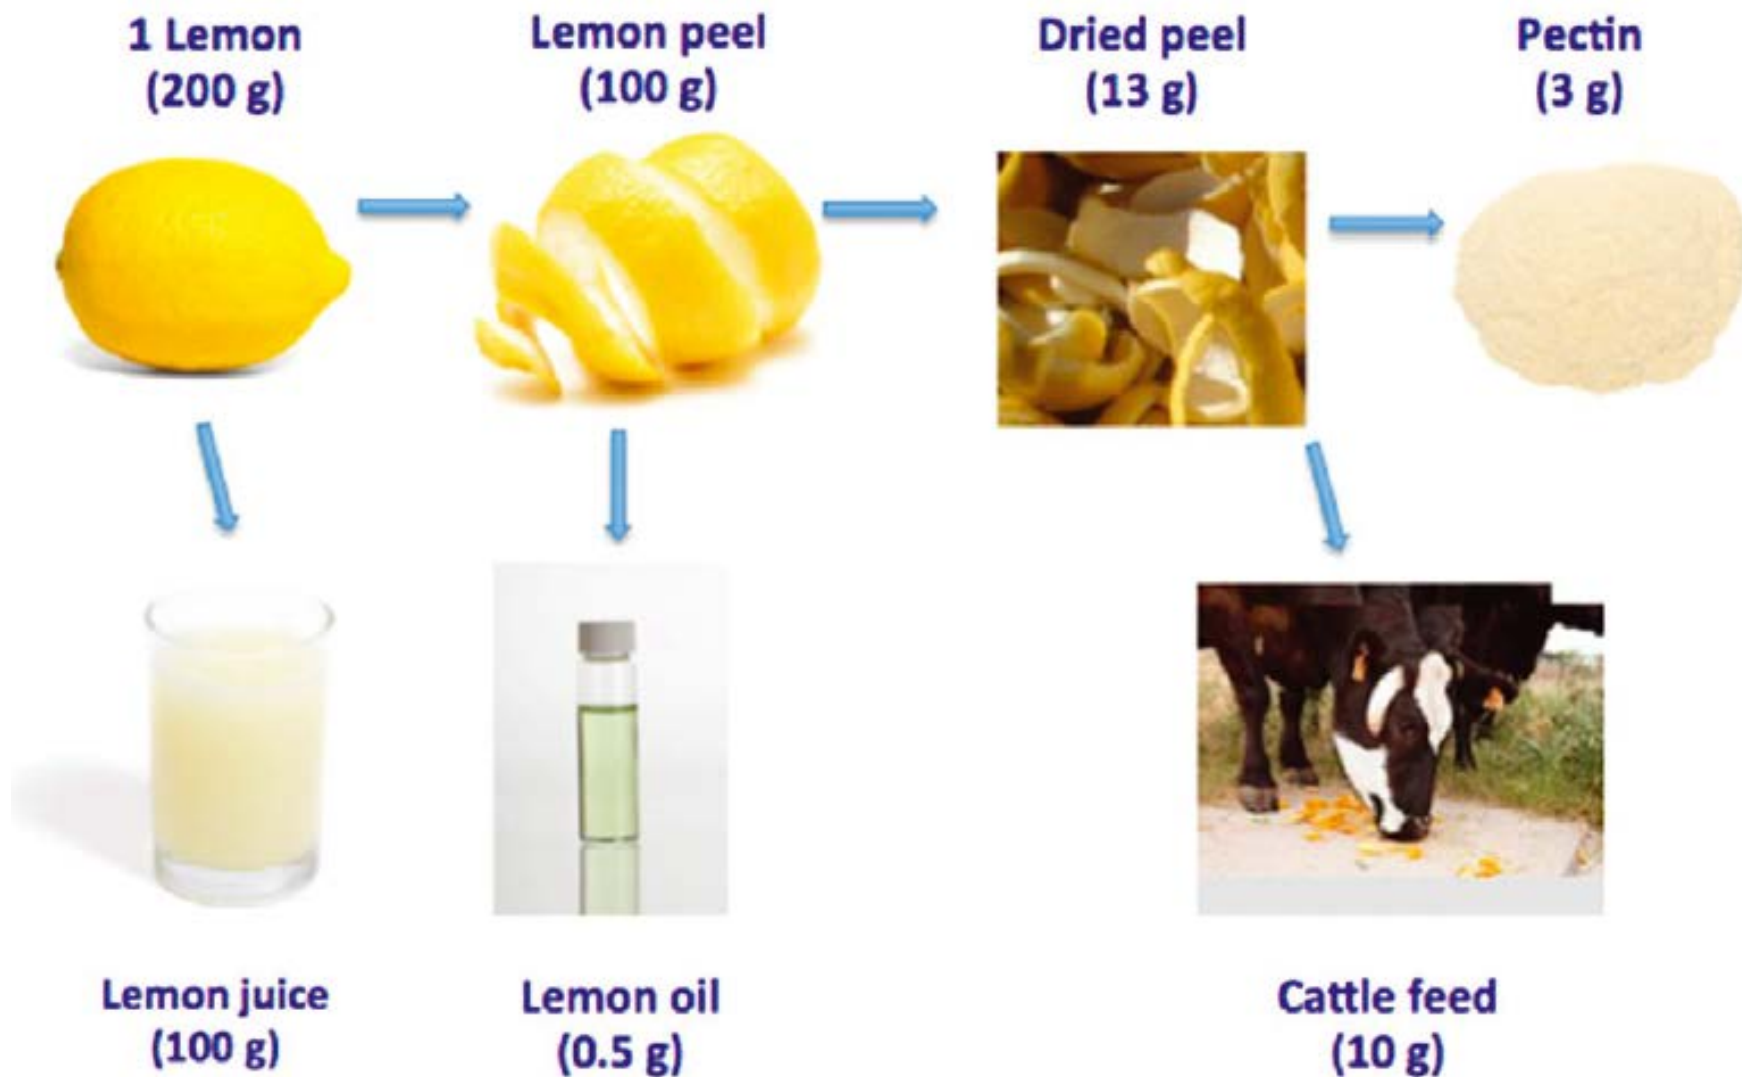 1 Lemon
(200 g)
Lemon peel
(100 g)
Dried peel
(13 g)
Pectin
(3 g)
Lemon juice
(100 g)
Lemon oil
(0.5 g)
Cattle feed
(10 g)